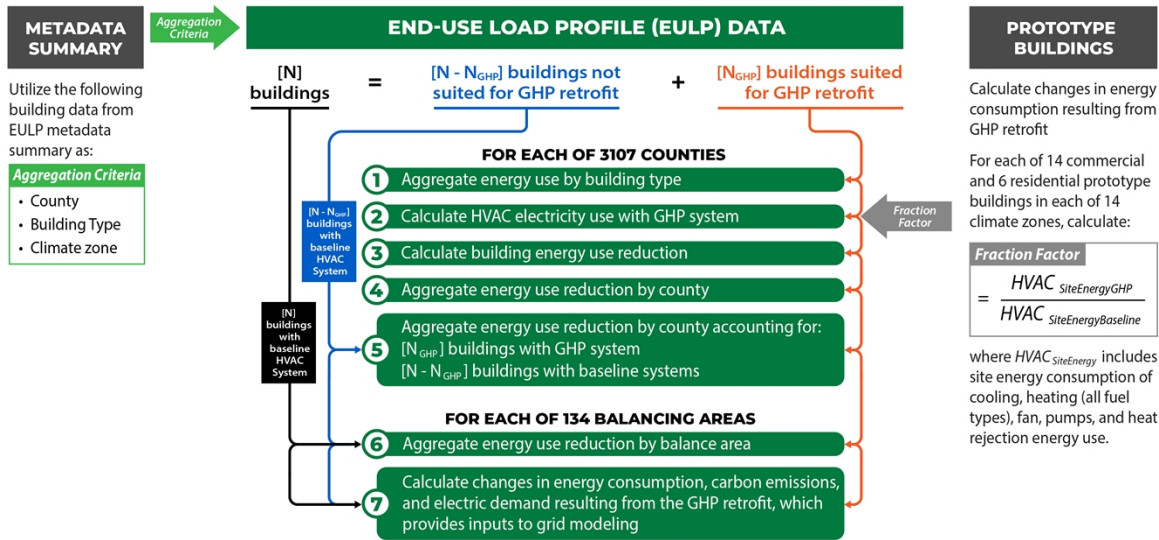 METADATA
SUMMARY
Utilize the following
building data from
EULP metadata
summary as:
Aggregation Criteria
• County
• Building Type
• Climate zone
Aggregation
Criteria
END-USE LOAD PROFILE (EULP) DATA
[N]
buildings
=
[N - NGHP] buildings not
suited for GHP retrofit
+
[NGHP] buildings suited
for GHP retrofit
FOR EACH OF 3107 COUNTIES
1 Aggregate energy use by building type
2 Calculate HVAC electricity use with GHP system
3 Calculate building energy use reduction
4 Aggregate energy use reduction by county
5 Aggregate energy use reduction by county accounting for:
[NGHP] buildings with GHP system
[N - NGHP] buildings with baseline systems
[N - NGHP]
buildings
with
baseline
HVAC
System
[N]
buildings
with
baseline
HVAC
System
FOR EACH OF 134 BALANCING AREAS
6 Aggregate energy use reduction by balance area
7 Calculate changes in energy consumption, carbon emissions,
and electric demand resulting from the GHP retrofit, which
provides inputs to grid modeling
Fraction
Factor
PROTOTYPE
BUILDINGS
Calculate changes in energy
consumption resulting from
GHP retrofit
For each of 14 commercial
and 6 residential prototype
buildings in each of 14
climate zones, calculate:
Fraction Factor
= HVAC SiteEnergyGHP
HVAC SiteEnergyBaseline
where HVAC SiteEnergy includes
site energy consumption of
cooling, heating (all fuel
types), fan, pumps, and heat
rejection energy use.